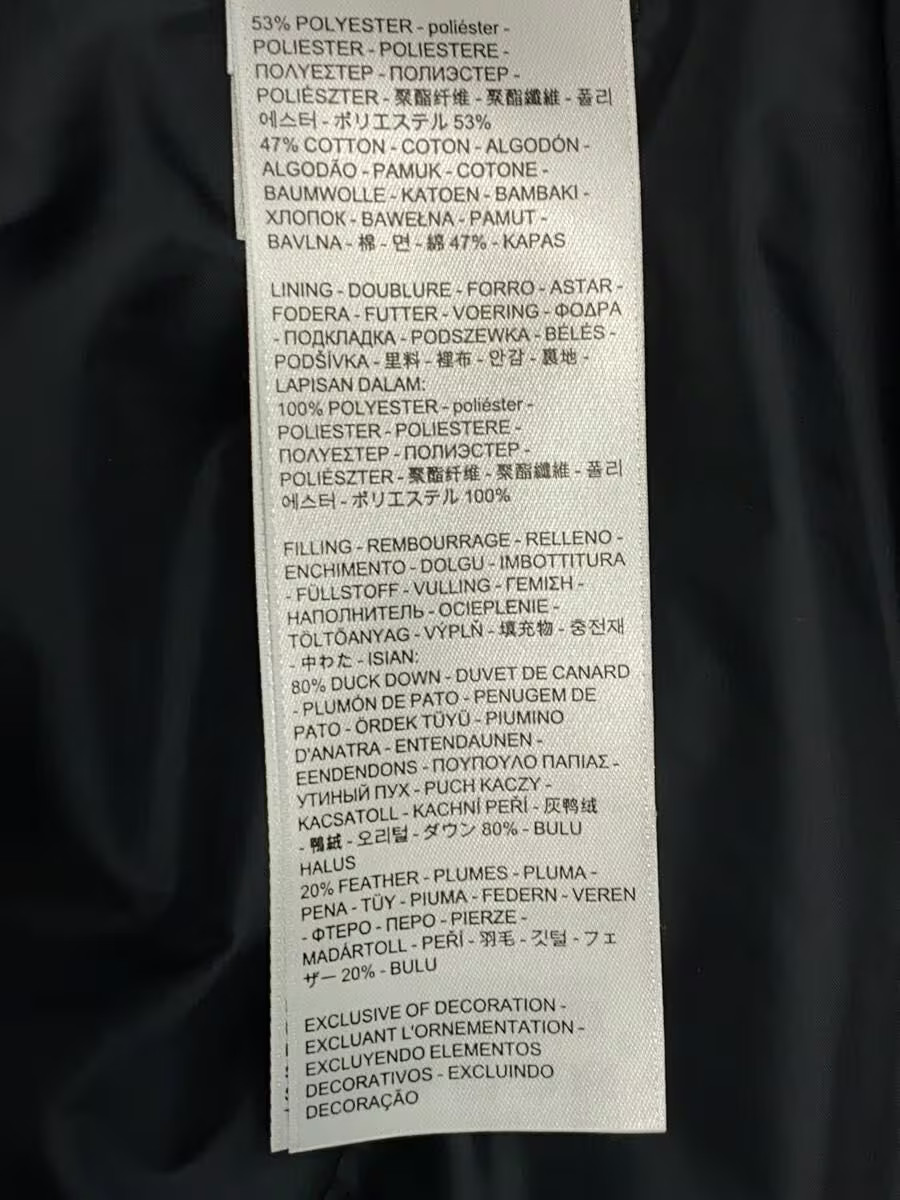 53% POLYESTER - poliéster -
POLIESTER - POLIESTERE -
ΠΟΛΥΕΣΤΕΡ - ПОЛИЭСТЕР -
POLIÉSZTER - 聚酯纤维 - 聚酯纖維 - 폴리
에스터 - ポリエステル 53%
47% COTTON - COTON - ALGODÓN -
ALGODÃO - PAMUK - COTONE -
BAUMWOLLE - KATOEN - BAMBAKI -
ХЛОПОК - BAWEŁNA - PAMUT -
BAVLNA - 棉 - 면 - 綿 47% - KAPAS
LINING - DOUBLURE - FORRO - ASTAR -
FODERA - FUTTER - VOERING - ΦΟΔΡΑ
- ПОДКЛАДКА - PODSZEWKA - BÉLÉS -
PODŠÍVKA - 里料 - 裡布 - 안감 - 裏地 -
LAPISAN DALAM:
100% POLYESTER - poliéster -
POLIESTER - POLIESTERE -
ΠΟΛΥΕΣΤΕΡ - ПОЛИЭСТЕР -
POLIÉSZTER - 聚酯纤维 - 聚酯纖維 - 폴리
에스터 - ポリエステル 100%
FILLING - REMBOURRAGE - RELLENO -
ENCHIMENTO - DOLGU - IMBOTTITURA
- FÜLLSTOFF - VULLING - ΓΕΜΙΣΗ -
НАПОЛНИТЕЛЬ - OCIEPLENIE -
TÖLTŐANYAG - VÝPLŇ - 填充物 - 충전재
- 中わた - ISIAN:
80% DUCK DOWN - DUVET DE CANARD
- PLUMÓN DE PATO - PENUGEM DE
PATO - ÖRDEK TÜYÜ - PIUMINO
D'ANATRA - ENTENDAUNEN -
EENDENDONS - ΠΟΥΠΟΥΛΟ ΠΑΠΙΑΣ -
УТИНЫЙ ПУХ - PUCH KACZY -
KACSATOLL - KACHNÍ PEŘÍ - 灰鸭绒
- 鴨絨 - 오리털 - ダウン 80% - BULU
HALUS
20% FEATHER - PLUMES - PLUMA -
PENA - TÜY - PIUMA - FEDERN - VEREN
- ΦΤΕΡΟ - ПЕРО - PIERZE -
MADÁRTOLL - PEŘÍ - 羽毛 - 깃털 - フェ
ザー 20% - BULU
EXCLUSIVE OF DECORATION -
EXCLUANT L'ORNEMENTATION -
EXCLUYENDO ELEMENTOS
DECORATIVOS - EXCLUINDO
DECORAÇÃO